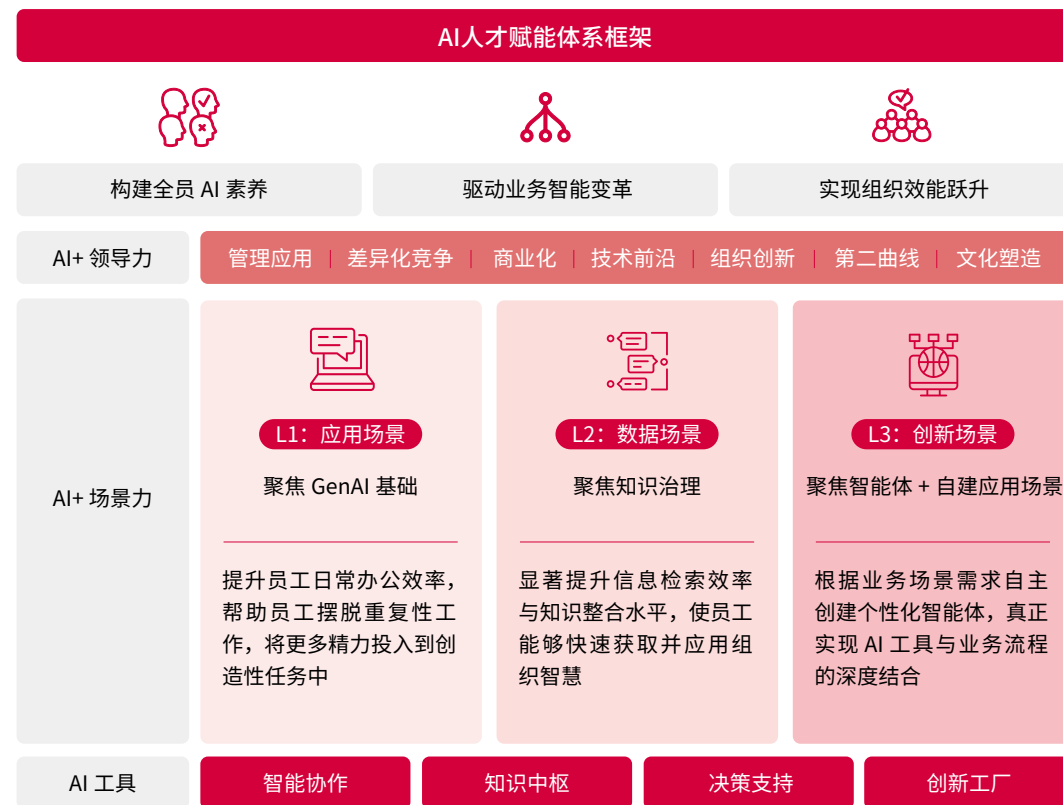 AI人才赋能体系框架
构建全员 AI 素养
驱动业务智能变革
实现组织效能跃升
AI+ 领导力
管理应用 | 差异化竞争 | 商业化 | 技术前沿 | 组织创新 | 第二曲线 | 文化塑造
AI+ 场景力
L1：应用场景
聚焦 GenAI 基础
提升员工日常办公效率，
帮助员工摆脱重复性工
作，将更多精力投入到创
造性任务中
L2：数据场景
聚焦知识治理
显著提升信息检索效率
与知识整合水平，使员工
能够快速获取并应用组
织智慧
L3：创新场景
聚焦智能体 + 自建应用场景
根据业务场景需求自主
创建个性化智能体，真正
实现 AI 工具与业务流程
的深度结合
AI 工具
智能协作
知识中枢
决策支持
创新工厂